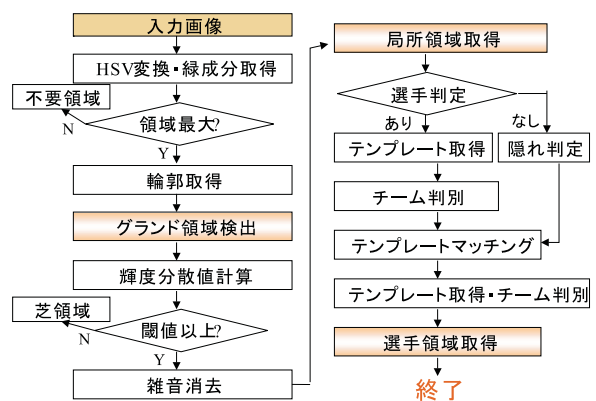 入力画像
HSV変換・緑成分取得
不要領域
領域最大?
N
Y
輪郭取得
グランド領域検出
輝度分散値計算
芝領域
閾値以上?
N
Y
雑音消去
局所領域取得
選手判定
あり
なし
テンプレート取得
隠れ判定
チーム判別
テンプレートマッチング
テンプレート取得・チーム判別
選手領域取得
終了